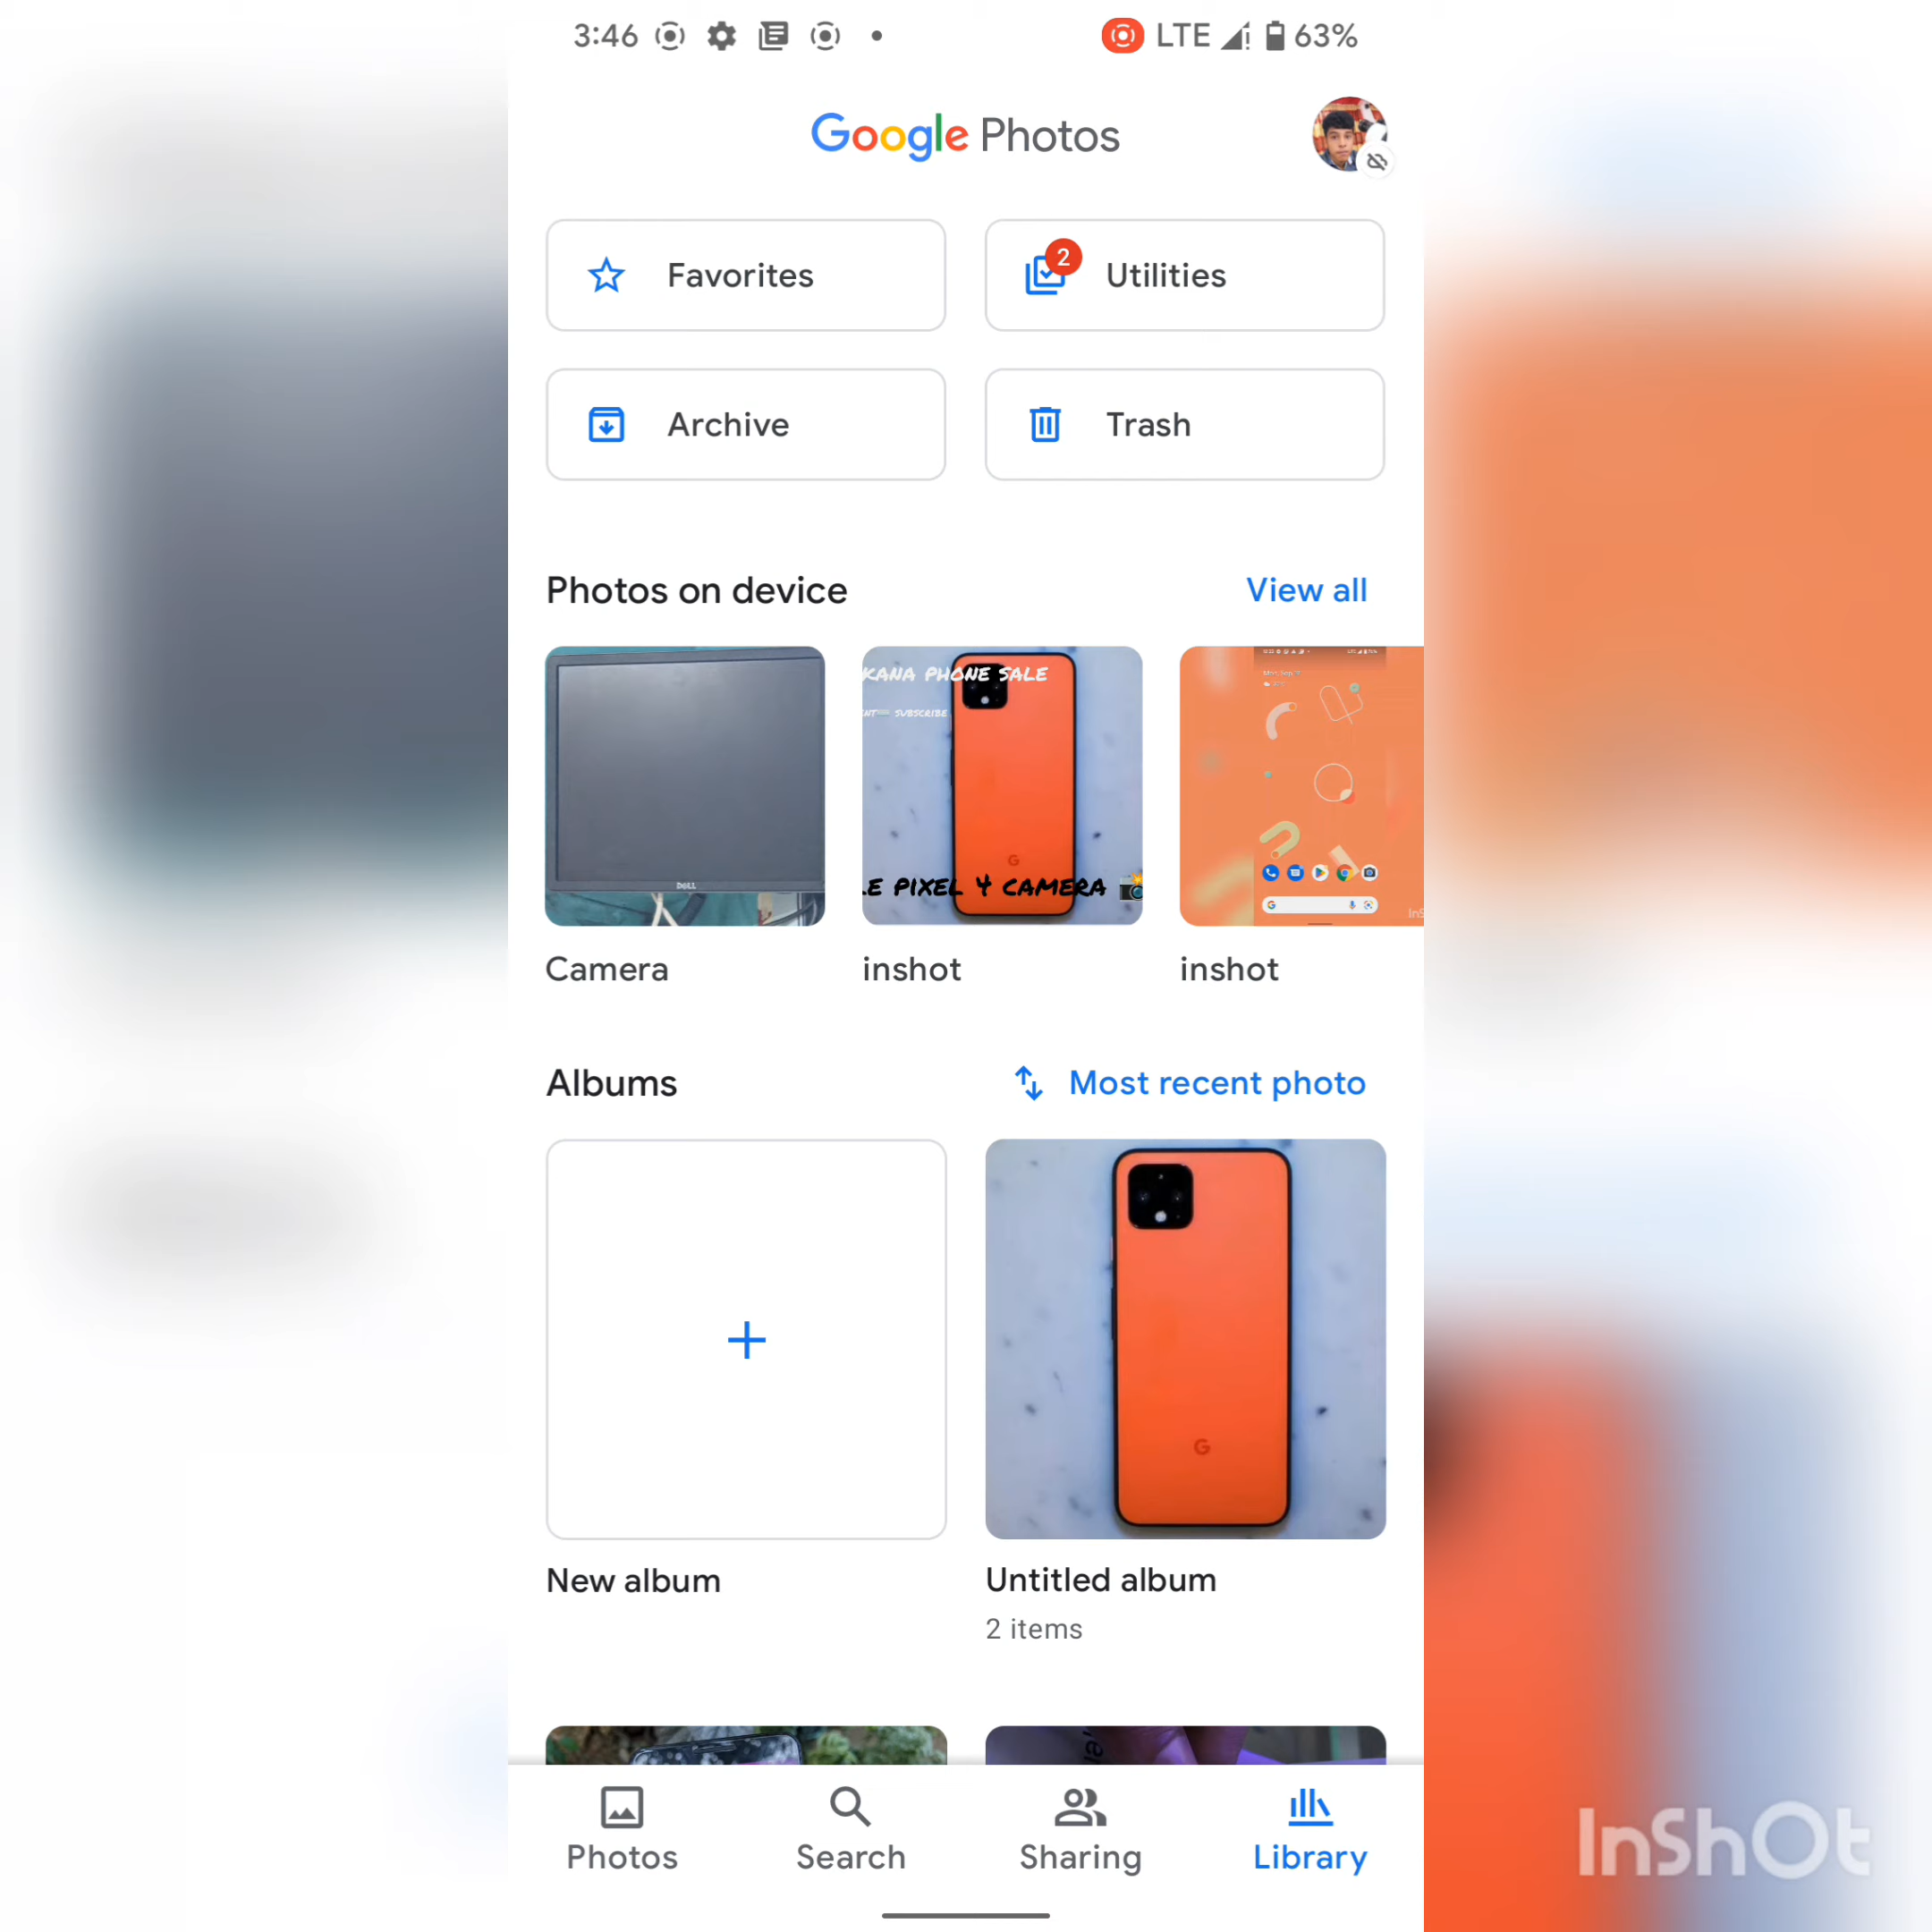 3:46 LTE 63%
Google Photos
Favorites
2
Utilities
Archive
Trash
Photos on device
View all
KANA PHONE SALE
SUBSCRIBE
DELL
G
LE PIXEL 4 CAMERA
Camera
inshot
inshot
Albums
Most recent photo
G
New album
Untitled album
2 items
Photos
Search
Sharing
Library
InShOt